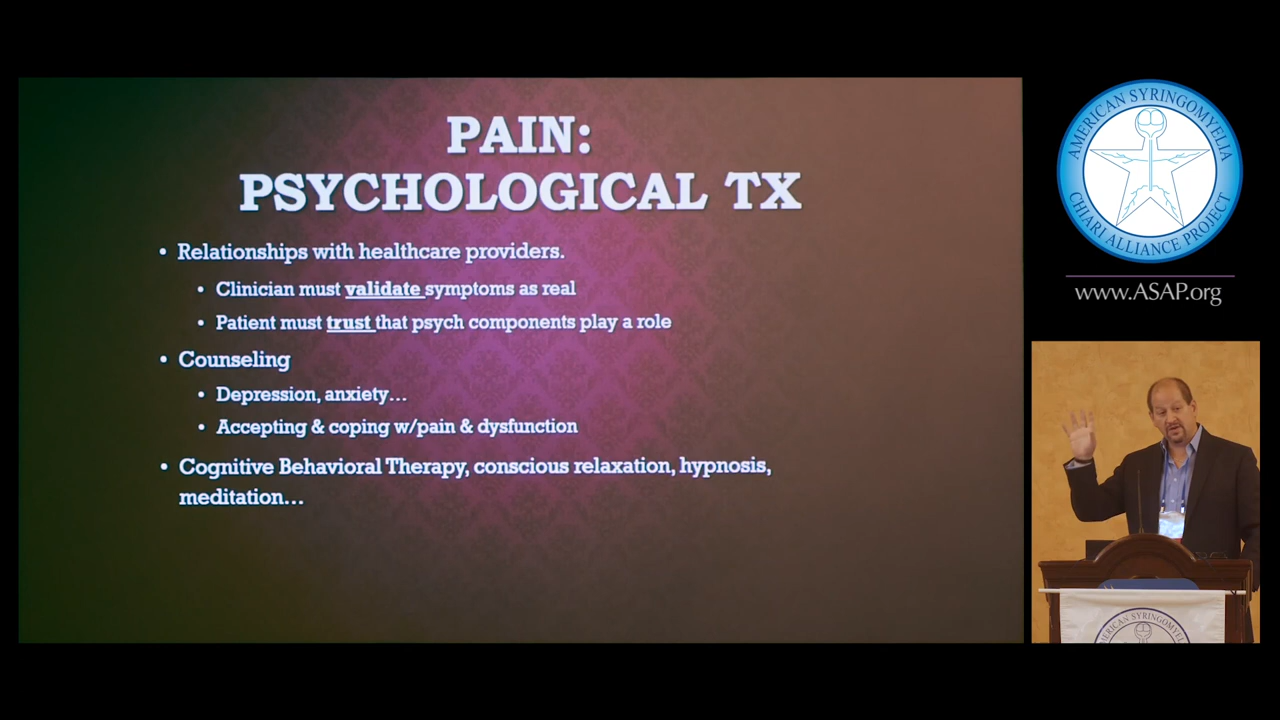 PAIN:
PSYCHOLOGICAL TX
• Relationships with healthcare providers.
• Clinician must validate symptoms as real
• Patient must trust that psych components play a role
• Counseling
• Depression, anxiety…
• Accepting & coping w/pain & dysfunction
• Cognitive Behavioral Therapy, conscious relaxation, hypnosis,
meditation…
AMERICAN SYRINGOMYELIA
CHIARI ALLIANCE PROJECT
www.ASAP.org
AMERICAN SYRINGOMYELIA